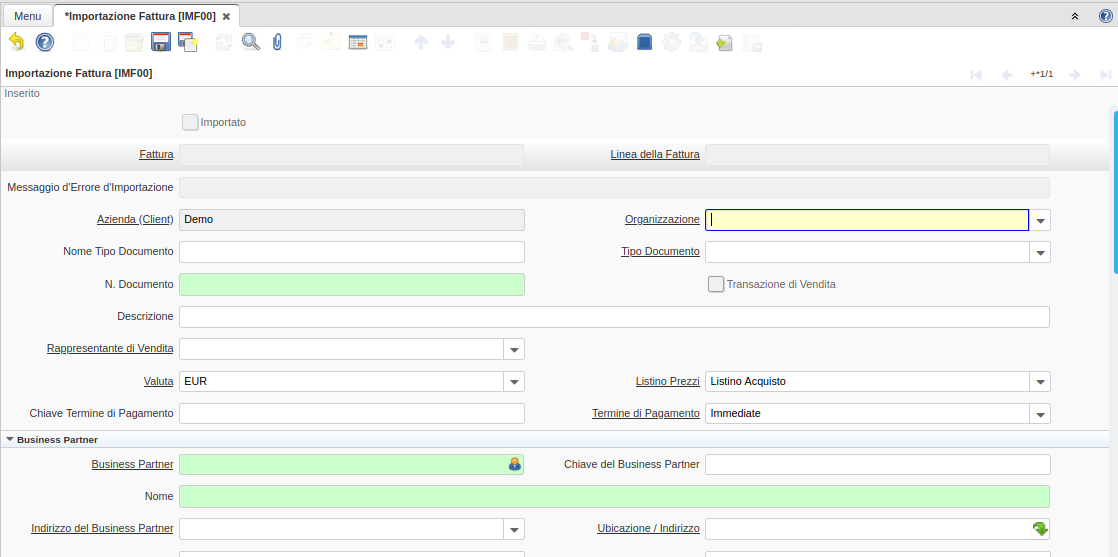 Menu *Importazione Fattura [IMF00]
Importazione Fattura [IMF00] +*1/1
Inserito
Importato
Fattura Linea della Fattura
Messaggio d'Errore d'Importazione
Azienda (Client) Demo Organizzazione
Nome Tipo Documento Tipo Documento
N. Documento Transazione di Vendita
Descrizione
Rappresentante di Vendita
Valuta EUR Listino Prezzi Listino Acquisto
Chiave Termine di Pagamento Termine di Pagamento Immediate
Business Partner
Business Partner Chiave del Business Partner
Nome
Indirizzo del Business Partner Ubicazione / Indirizzo